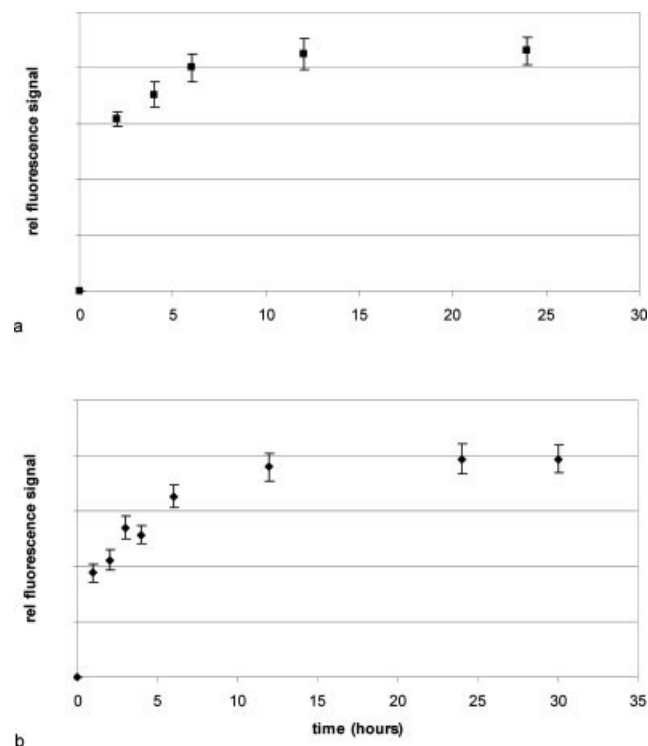 rel fluorescence signal
0 5 10 15 20 25 30
a
rel fluorescence signal
0 5 10 15 20 25 30 35
time (hours)
b